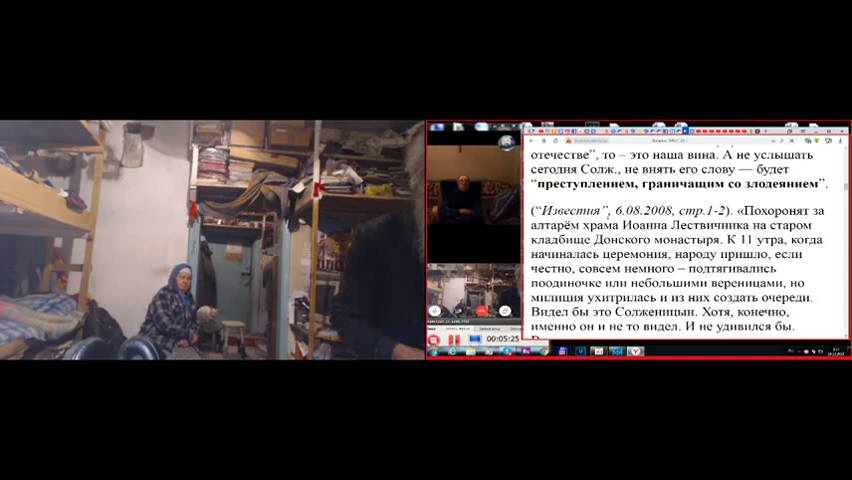 отечестве”, то – это наша вина. А не услышать
сегодня Солж., не внять его слову — будет
“преступлением, граничащим со злодеянием”.
(“Известия”, 6.08.2008, стр.1-2). «Похоронят за
алтарём храма Иоанна Лествичника на старом
кладбище Донского монастыря. К 11 утра, когда
начиналась церемония, народу пришло, если
честно, совсем немного – подтягивались
поодиночке или небольшими вереницами, но
милиция ухитрилась и из них создать очереди.
Видел бы это Солженицын. Хотя, конечно,
именно он и не то видел. И не удивился бы.
00:05:25